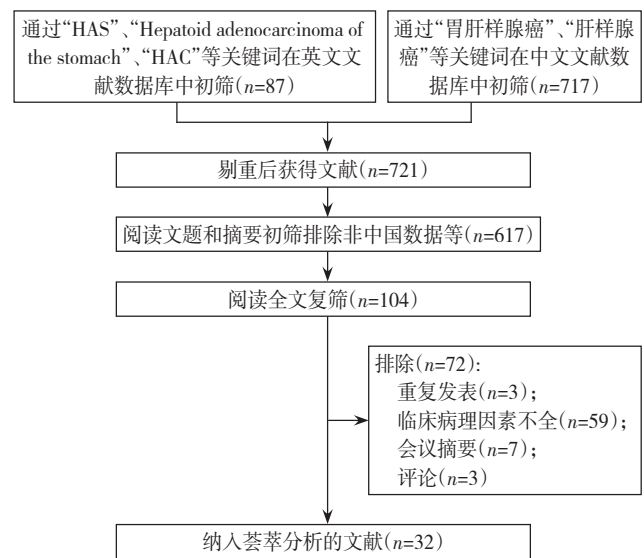 通过“HAS”、“Hepatoid adenocarcinoma of
the stomach”、“HAC”等关键词在英文文
献数据库中初筛(n=87)
通过“胃肝样腺癌”、“肝样腺
癌”等关键词在中文文献数
据库中初筛(n=717)
剔重后获得文献(n=721)
阅读文题和摘要初筛排除非中国数据等(n=617)
阅读全文复筛(n=104)
排除(n=72):
重复发表(n=3);
临床病理因素不全(n=59);
会议摘要(n=7);
评论(n=3)
纳入荟萃分析的文献(n=32)